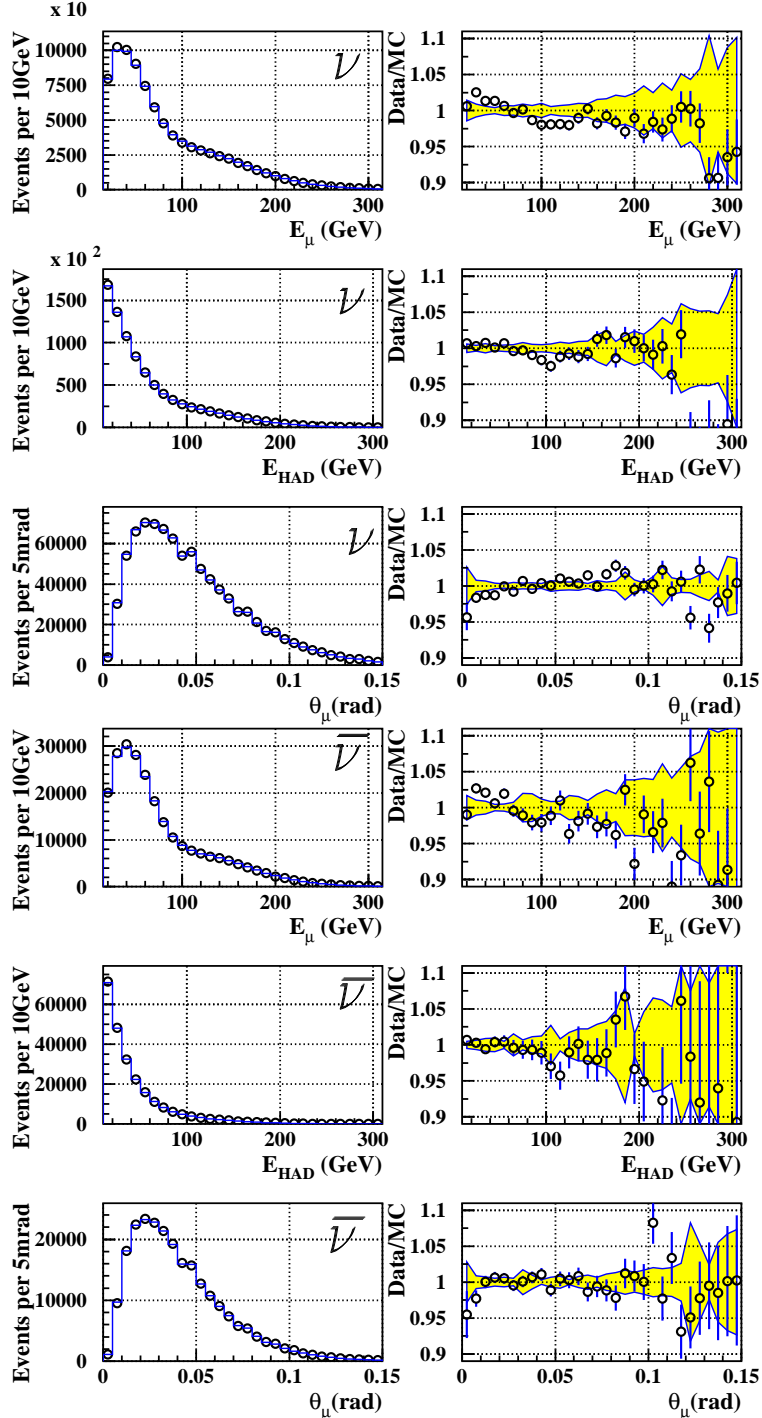 x 10
Events per 10GeV
10000
7500
5000
2500
0
ν
100
200
300
E_μ (GeV)
Data/MC
1.1
1.05
1
0.95
0.9
100
200
300
E_μ (GeV)
x 10 ²
Events per 10GeV
1500
1000
500
0
ν
0
100
200
300
E_HAD (GeV)
Data/MC
1.1
1.05
1
0.95
0.9
100
200
300
E_HAD (GeV)
Events per 5mrad
60000
40000
20000
0
ν
0
0.05
0.1
0.15
θ_μ(rad)
Data/MC
1.1
1.05
1
0.95
0.9
0
0.05
0.1
0.15
θ_μ(rad)
Events per 10GeV
30000
20000
10000
0
ν̅
100
200
300
E_μ (GeV)
Data/MC
1.1
1.05
1
0.95
0.9
100
200
300
E_μ (GeV)
Events per 10GeV
60000
40000
20000
0
ν̅
100
200
300
E_HAD (GeV)
Data/MC
1.1
1.05
1
0.95
0.9
100
200
300
E_HAD (GeV)
Events per 5mrad
20000
10000
0
ν̅
0
0.05
0.1
0.15
θ_μ(rad)
Data/MC
1.1
1.05
1
0.95
0.9
0
0.05
0.1
0.15
θ_μ(rad)